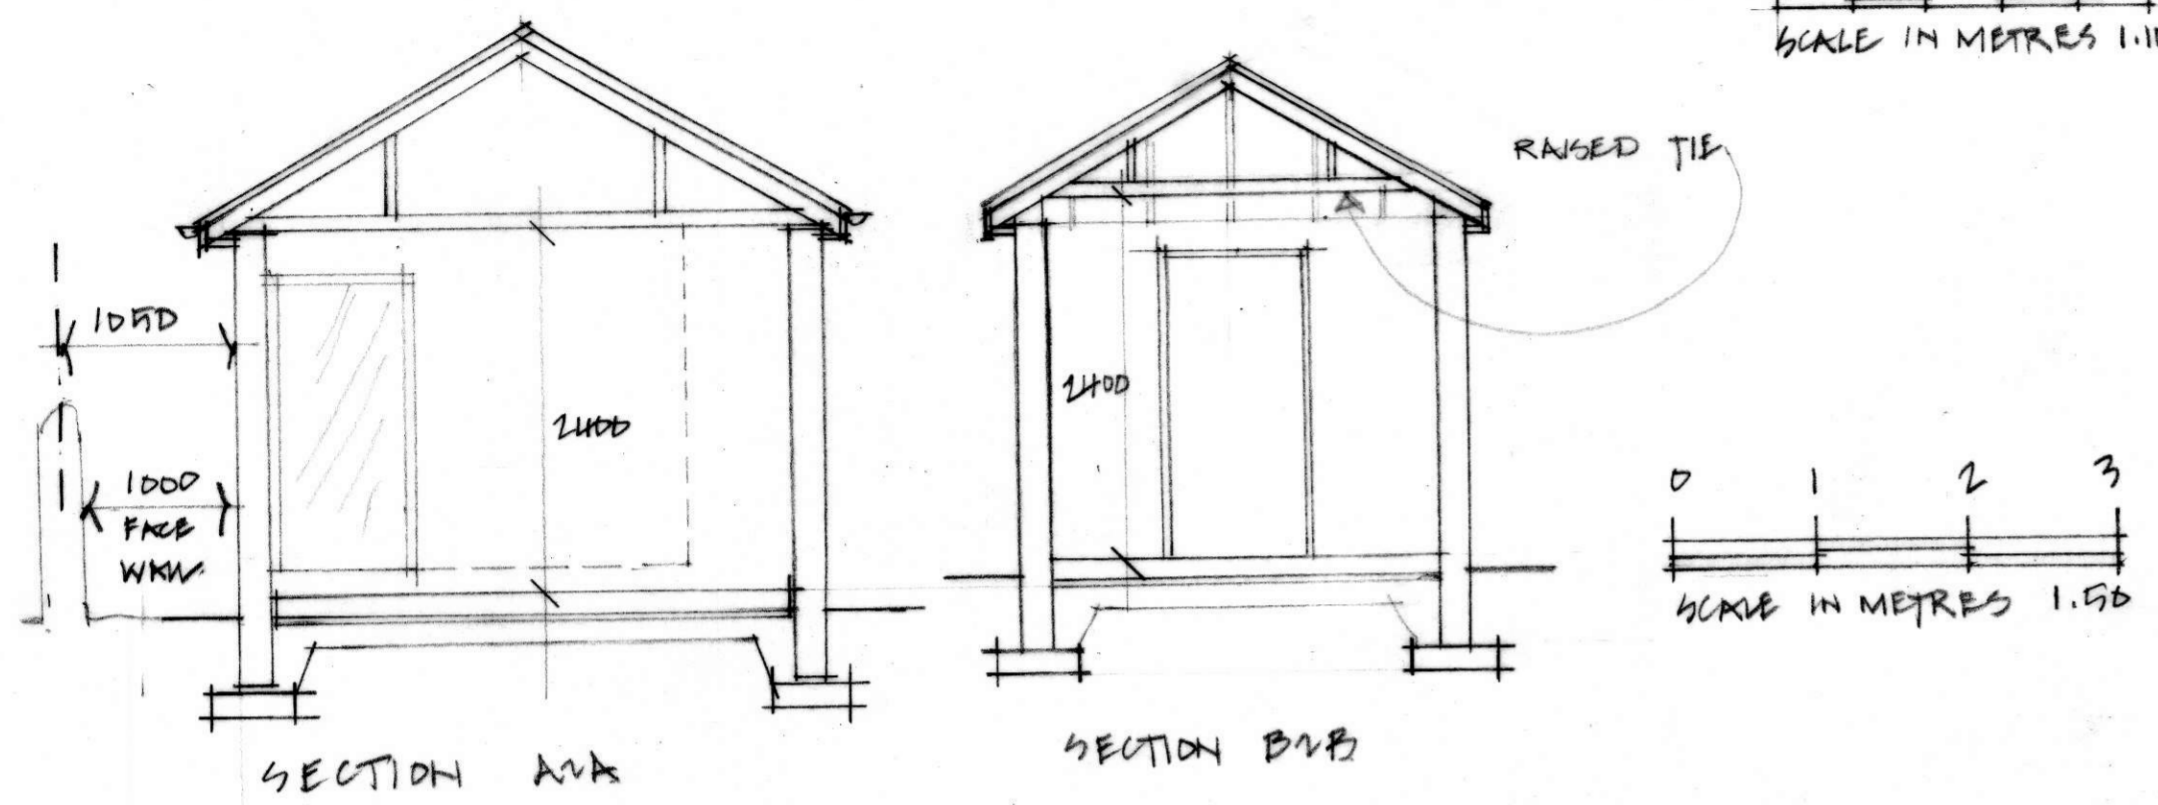 SCALE IN METRES 1.1
RAISED TIE
1050
2400
1000
FACE
WALL
2400
0 1 2 3
SCALE IN METRES 1.50
SECTION A~A
SECTION B~B